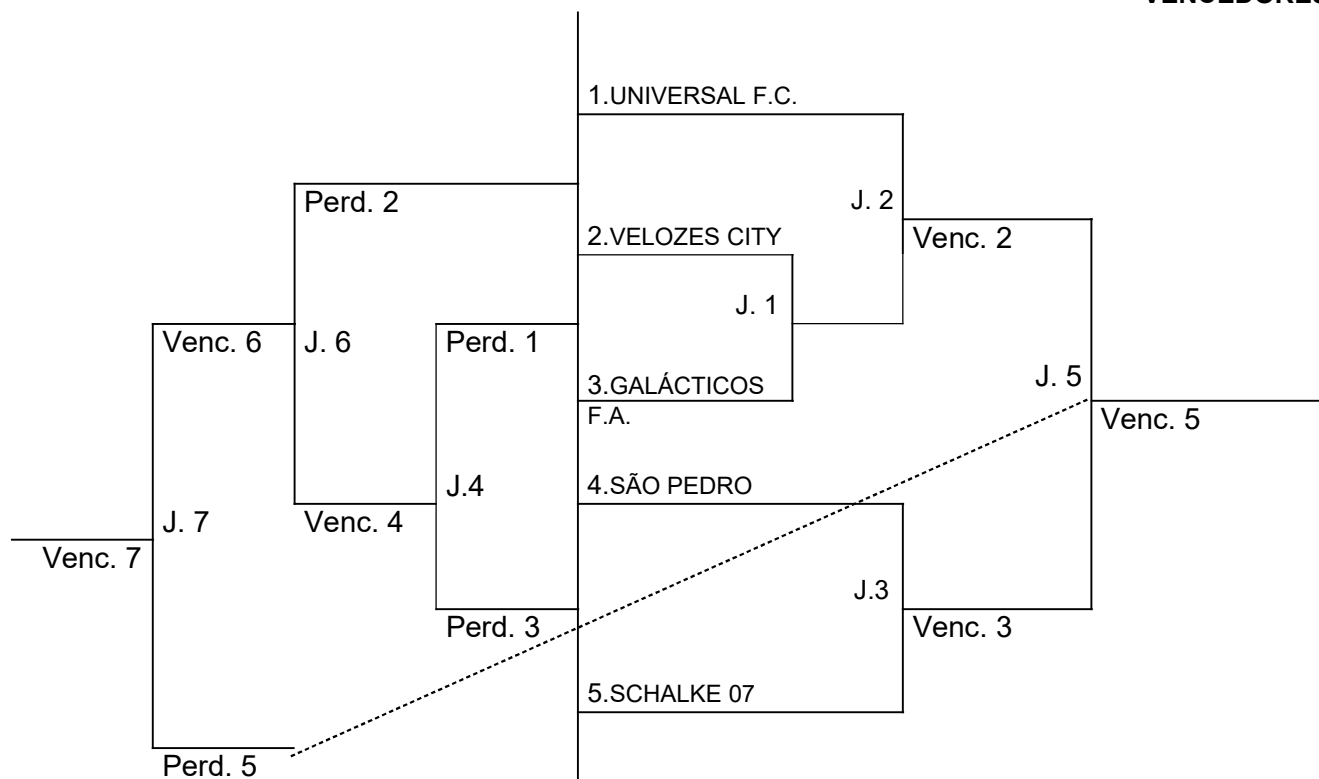 VENCEDORES
1.UNIVERSAL F.C.
Perd. 2
J. 2
2.VELOZES CITY
Venc. 2
J. 1
Venc. 6
J. 6
Perd. 1
3.GALÁCTICOS
F.A.
J. 5
Venc. 5
J.4
4.SÃO PEDRO
J. 7
Venc. 4
Venc. 7
J.3
Perd. 3
Venc. 3
5.SCHALKE 07
Perd. 5